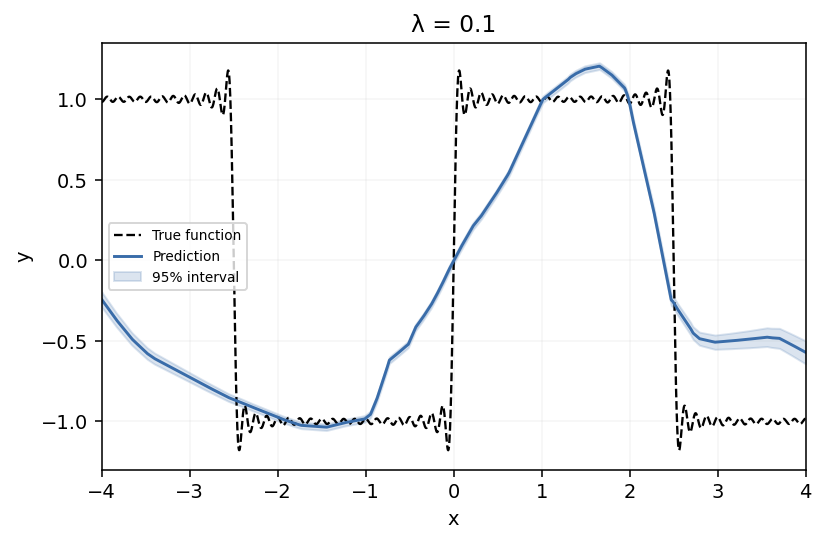 λ = 0.1
y
1.0
0.5
0.0
−0.5
−1.0
True function
Prediction
95% interval
−4 −3 −2 −1 0 1 2 3 4
x